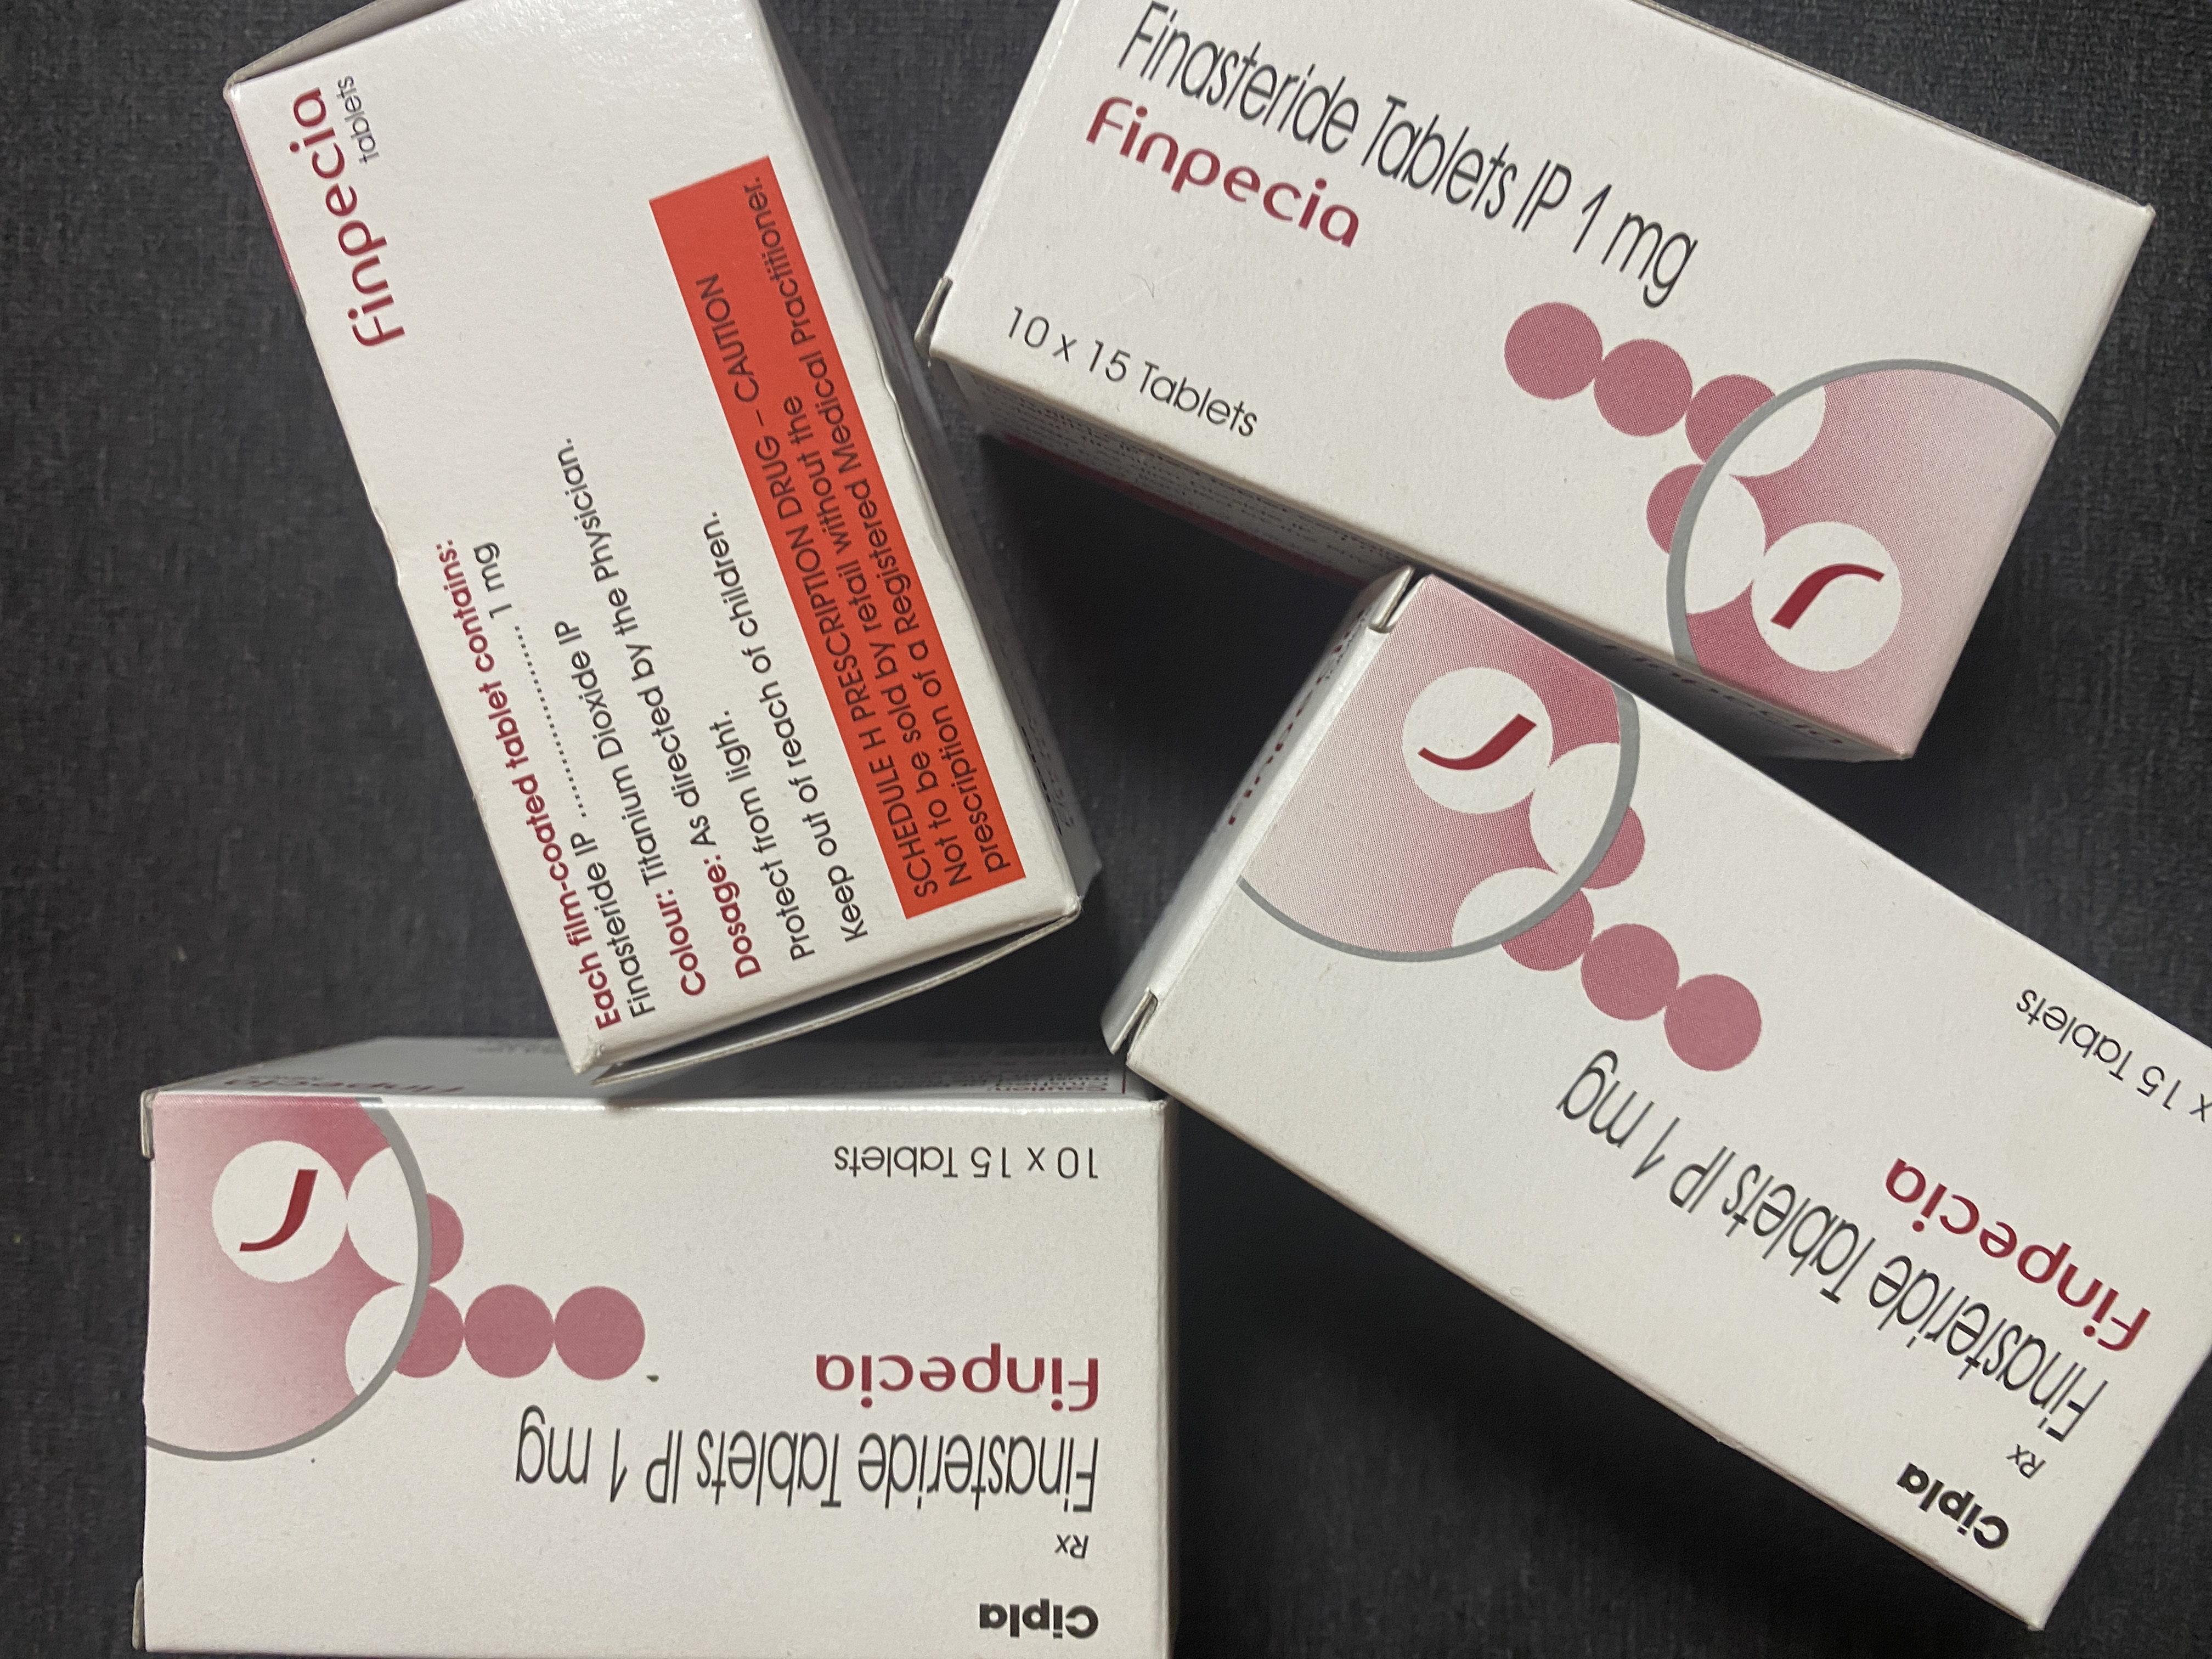 Finpecia
tablets
Each film-coated tablet contains:
Finasteride IP ........................ 1 mg
Colour: Titaninum Dioxide IP
Dosage: As directed by the Physician.
Protect from light.
Keep out of reach of children.
SCHEDULE H PRESCRIPTION DRUG – CAUTION
Not to be sold by retail without the
prescription of a Registered Medical Practitioner.
Finasteride Tablets IP 1 mg
Finpecia
10 x 15 Tablets
Cipla
Rx
Finasteride Tablets IP 1 mg
Finpecia
x 15 Tablets
Cipla
Rx
Finasteride Tablets IP 1 mg
Finpecia
10 x 15 Tablets
Finpecia